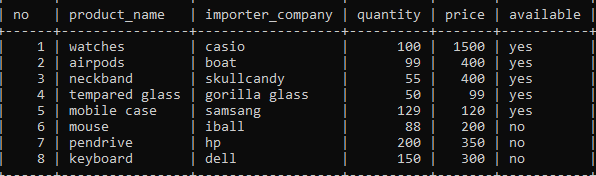 no | product_name | importer_company | quantity | price | available |
1 | watches | casio | 100 | 1500 | yes |
2 | airpods | boat | 99 | 400 | yes |
3 | neckband | skullcandy | 55 | 400 | yes |
4 | tempared glass | gorilla glass | 50 | 99 | yes |
5 | mobile case | samsang | 129 | 120 | yes |
6 | mouse | iball | 88 | 200 | no |
7 | pendrive | hp | 200 | 350 | no |
8 | keyboard | dell | 150 | 300 | no |